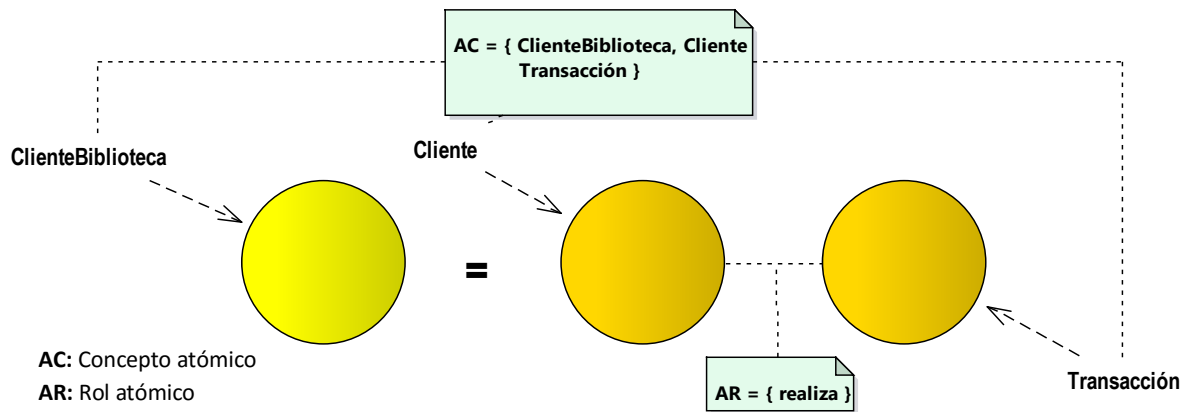 AC = { ClienteBiblioteca, Cliente
Transacción }
ClienteBiblioteca
Cliente
=
AC: Concepto atómico
AR: Rol atómico
AR = { realiza }
Transacción